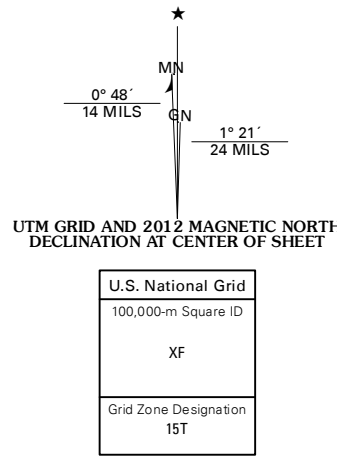 ★
MN
0° 48´
14 MILS
GN
1° 21´
24 MILS
UTM GRID AND 2012 MAGNETIC NORTH
DECLINATION AT CENTER OF SHEET
U.S. National Grid
100,000-m Square ID
XF
Grid Zone Designation
15T